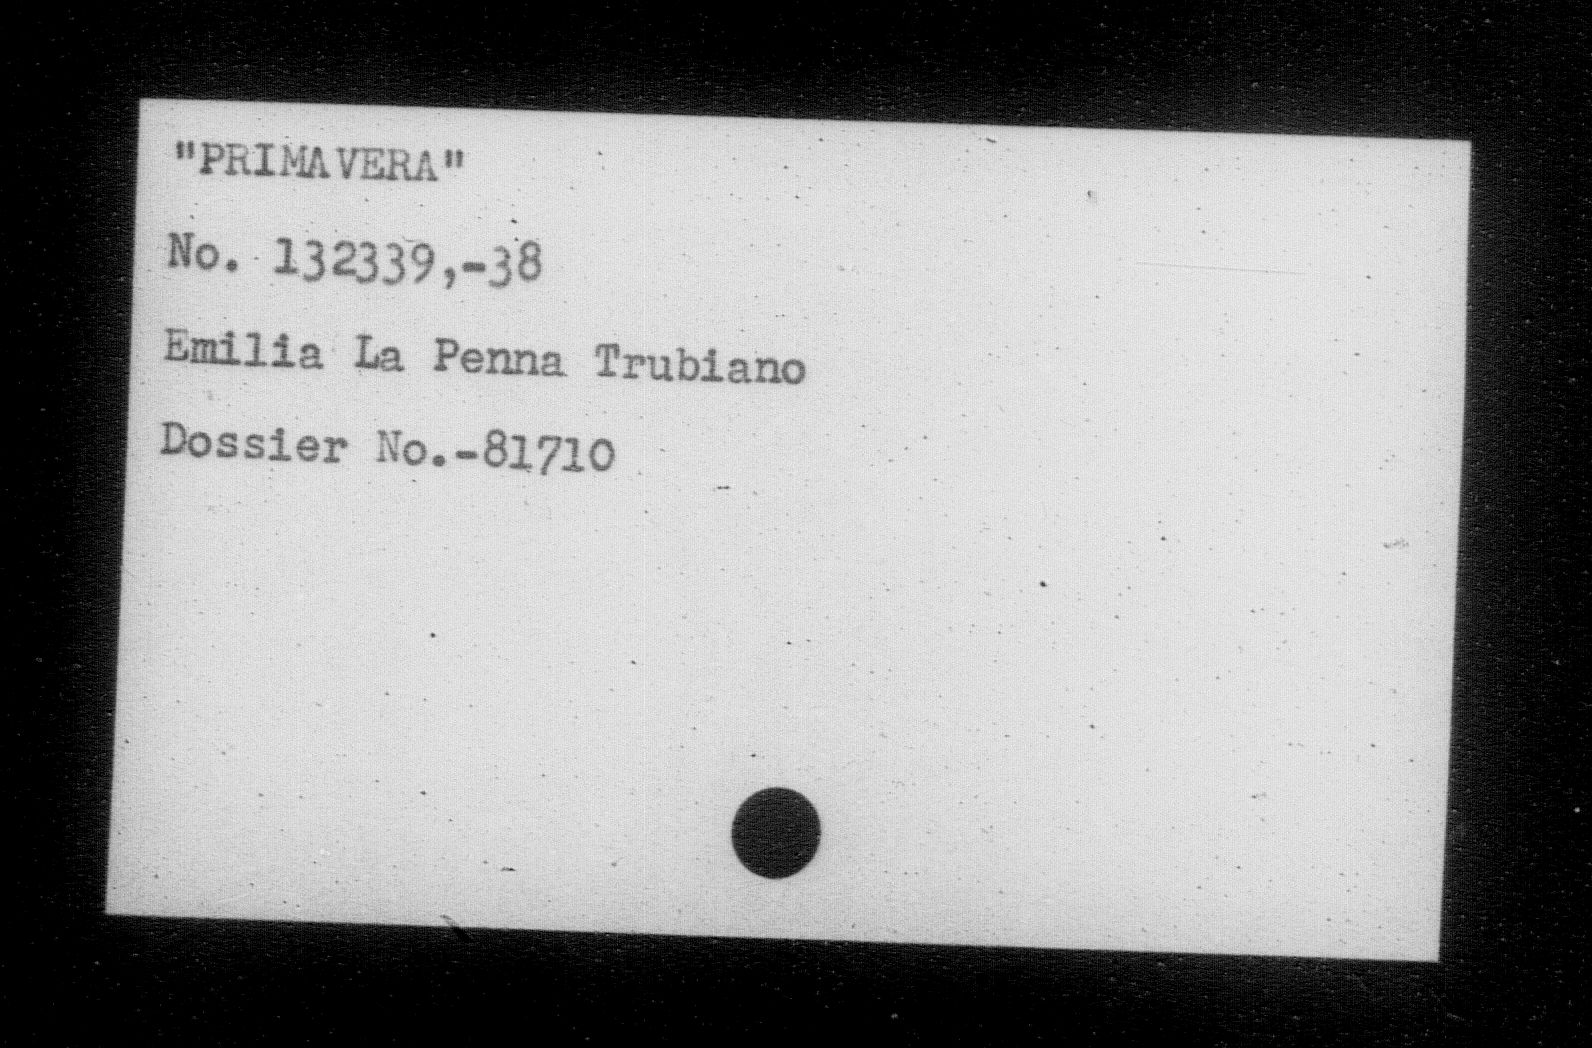 "PRIMAVERA"
No. 132339,-38
Emilia La Penna Trubiano
Dossier No.-81710